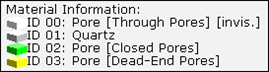 Material Information:
ID 00: Pore [Through Pores] [invis.]
ID 01: Quartz
ID 02: Pore [Closed Pores]
ID 03: Pore [Dead-End Pores]